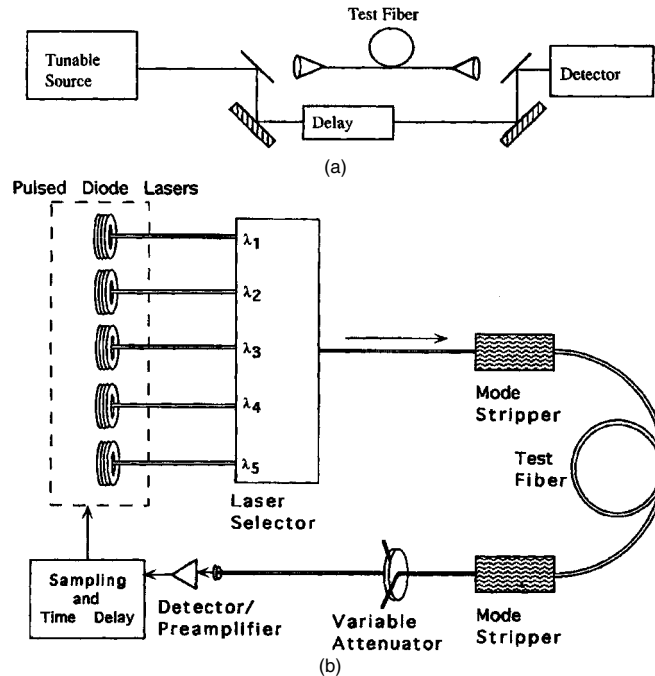 Test Fiber
Tunable
Source
Detector
Delay
(a)
Pulsed Diode Lasers
λ1
λ2
λ3
λ4
λ5
Laser
Selector
Mode
Stripper
Test
Fiber
Sampling
and
Time Delay
Detector/
Preamplifier
Variable
Attenuator
Mode
Stripper
(b)